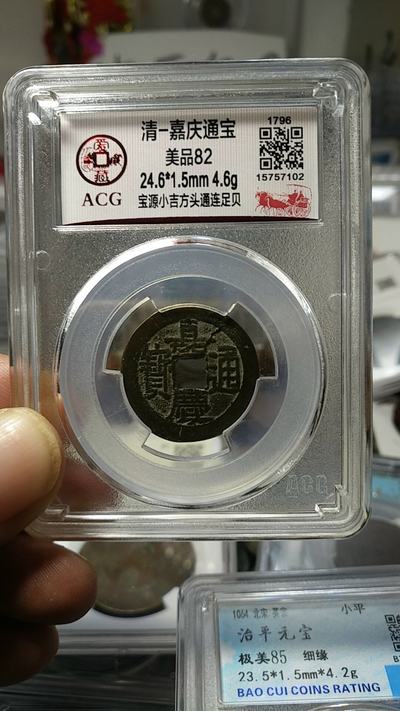 清-嘉庆通宝
1796
美品82
24.6*1.5mm 4.6g
15757102
宝源小吉方头通连足贝
ACG
嘉慶通寶
ACG
1064 北宋
小平
治平元宝
极美85 细缘
23.5*1.5mm*4.2g
BAO CUI COINS RATING